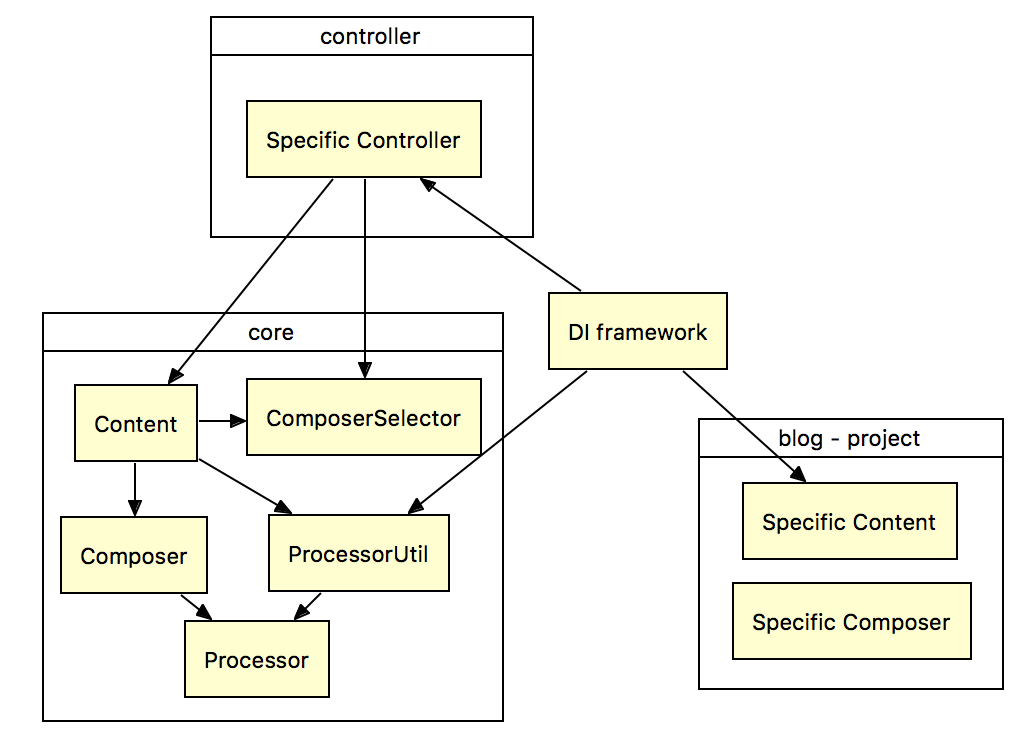 controller
Specific Controller
DI framework
core
Content
ComposerSelector
Composer
ProcessorUtil
Processor
blog - project
Specific Content
Specific Composer